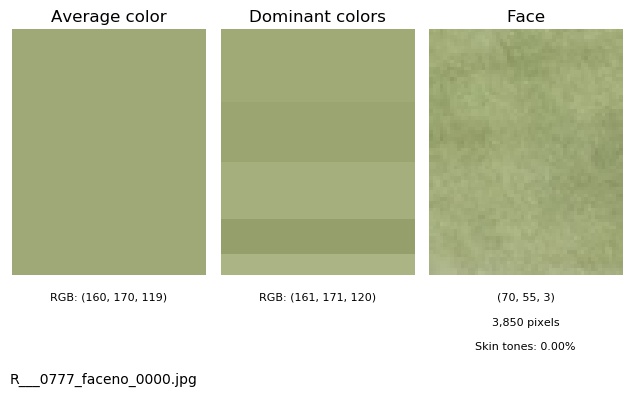 Average color
Dominant colors
Face
RGB: (160, 170, 119)
RGB: (161, 171, 120)
(70, 55, 3)
3,850 pixels
Skin tones: 0.00%
R___0777_faceno_0000.jpg